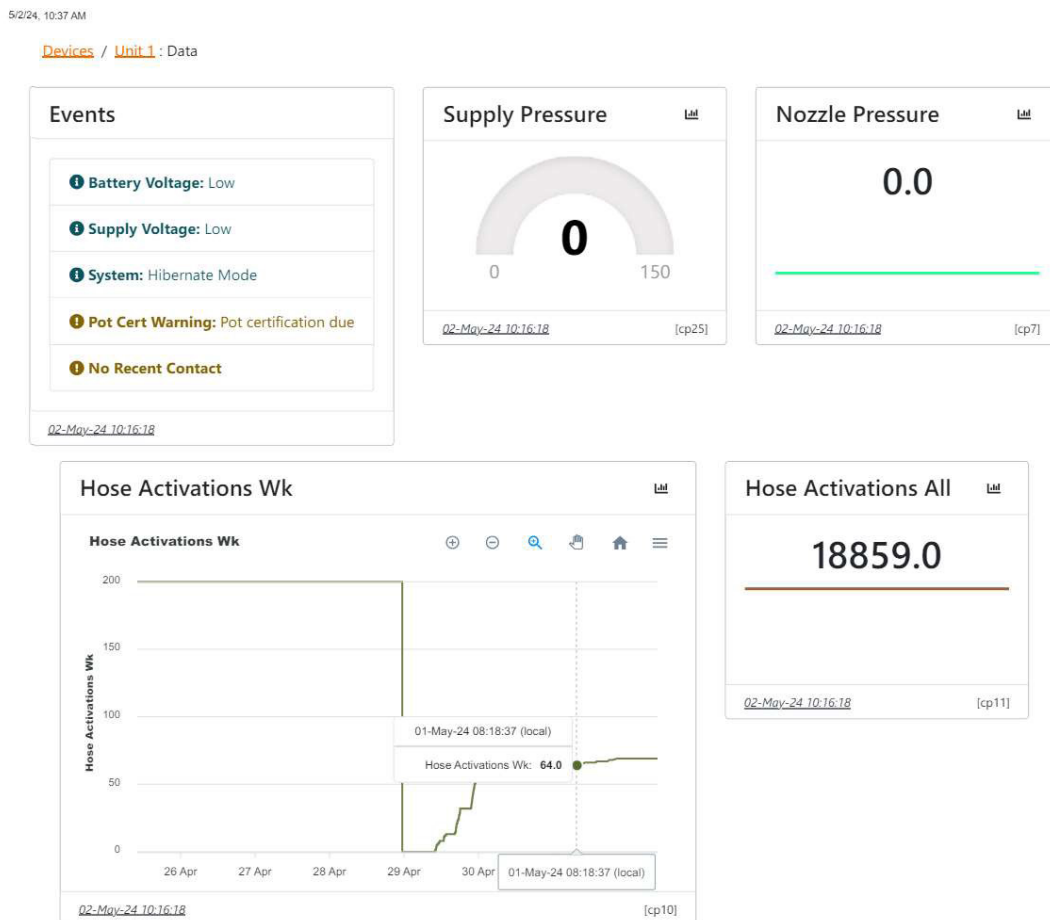 5/2/24, 10:37 AM
Devices / Unit 1 : Data
Events
Battery Voltage: Low
Supply Voltage: Low
System: Hibernate Mode
Pot Cert Warning: Pot certification due
No Recent Contact
02-May-24 10:16:18
Supply Pressure
0
0 150
02-May-24 10:16:18 [cp25]
Nozzle Pressure
0.0
02-May-24 10:16:18 [cp7]
Hose Activations Wk
Hose Activations Wk
Hose Activations Wk
200
150
100
50
0
01-May-24 08:18:37 (local)
Hose Activations Wk: 64.0
26 Apr 27 Apr 28 Apr 29 Apr 30 Apr
01-May-24 08:18:37 (local)
02-May-24 10:16:18 [cp10]
Hose Activations All
18859.0
02-May-24 10:16:18 [cp11]